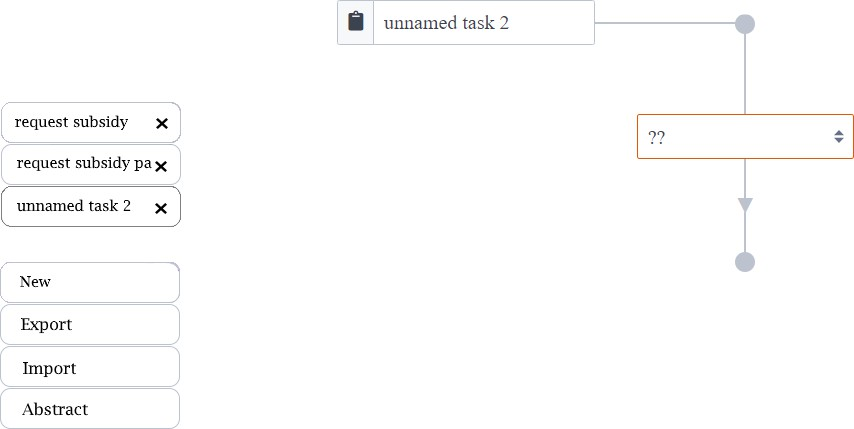 unnamed task 2
??
request subsidy
request subsidy pa
unnamed task 2
New
Export
Import
Abstract